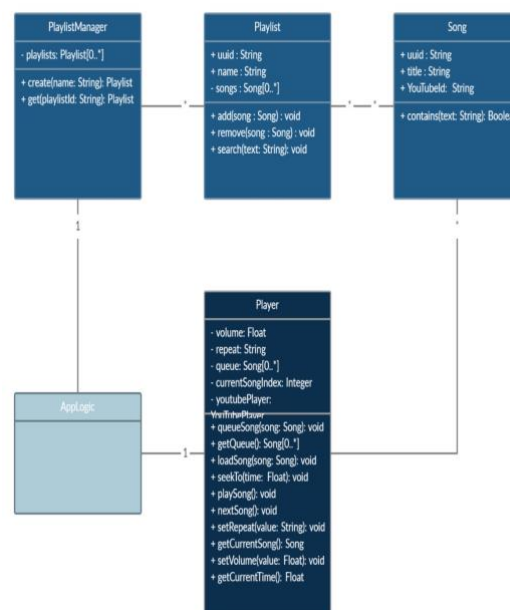 PlaylistManager
- playlists: Playlist[0..*]
+ create(name: String): Playlist
+ get(playlistId: String): Playlist
*
Playlist
+ uuid : String
+ name : String
- songs : Song[0..*]
+ add(song : Song) : void
+ remove(song : Song) : void
+ search(text: String): void
* *
Song
+ uuid : String
+ title : String
+ YouTubeId: String
+ contains(text: String): Boolea
1
*
AppLogic
1
Player
- volume: Float
- repeat: String
- queue: Song[0..*]
- currentSongIndex: Integer
- youtubePlayer:
YouTubePlayer
+ queueSong(song: Song): void
+ getQueue(): Song[0..*]
+ loadSong(song: Song): void
+ seekTo(time: Float): void
+ playSong(): void
+ nextSong(): void
+ setRepeat(value: String): void
+ getCurrentSong(): Song
+ setVolume(value: Float): void
+ getCurrentTime(): Float